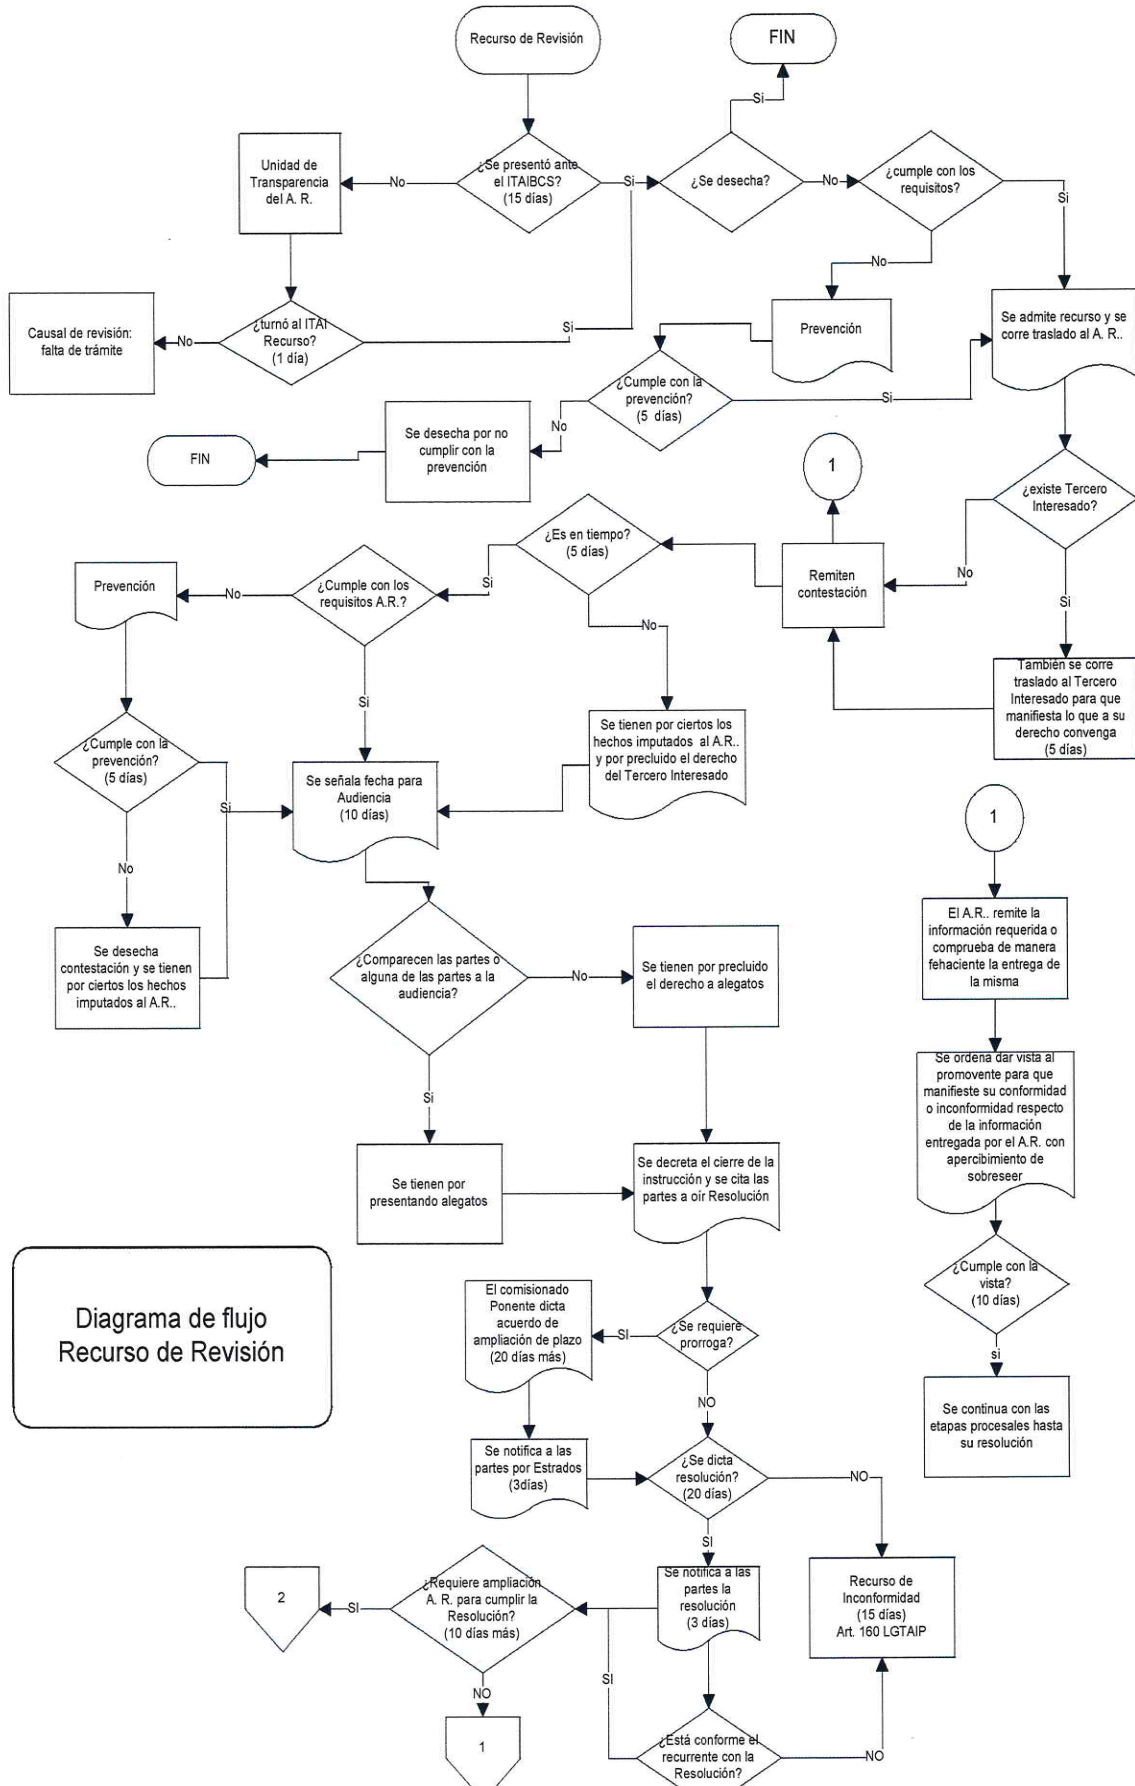 Recurso de Revisión
FIN
Si
Unidad de
Transparencia
del A. R.
No
¿Se presentó ante
el ITAIBCS?
(15 días)
Si
¿Se desecha?
No
¿cumple con los
requisitos?
Si
No
Causal de revisión:
falta de trámite
No
¿turnó al ITAI
Recurso?
(1 día)
Si
Prevención
Se admite recurso y se
corre traslado al A. R..
¿Cumple con la
prevención?
(5 días)
Si
No
FIN
Se desecha por no
cumplir con la
prevención
1
¿existe Tercero
Interesado?
No
Si
¿Es en tiempo?
(5 días)
Si
No
Remiten
contestación
Prevención
No
¿Cumple con los
requisitos A.R.?
Si
También se corre
traslado al Tercero
Interesado para que
manifiesta lo que a su
derecho convenga
(5 días)
¿Cumple con la
prevención?
(5 días)
Si
No
Se señala fecha para
Audiencia
(10 días)
Se tienen por ciertos los
hechos imputados al A.R..
y por precluido el derecho
del Tercero Interesado
1
Se desecha
contestación y se tienen
por ciertos los hechos
imputados al A.R..
¿Comparecen las partes o
alguna de las partes a la
audiencia?
No
Si
Se tienen por precluido
el derecho a alegatos
El A.R.. remite la
información requerida o
comprueba de manera
fehaciente la entrega de
la misma
Se ordena dar vista al
promovente para que
manifieste su conformidad
o inconformidad respecto
de la información
entregada por el A.R. con
apercibimiento de
sobreseer
Se tienen por
presentando alegatos
Se decreta el cierre de la
instrucción y se cita las
partes a oír Resolución
¿Cumple con la
vista?
(10 días)
si
Se continua con las
etapas procesales hasta
su resolución
Diagrama de flujo
Recurso de Revisión
El comisionado
Ponente dicta
acuerdo de
ampliación de plazo
(20 días más)
SI
¿Se requiere
prorroga?
NO
Se notifica a las
partes por Estrados
(3días)
¿Se dicta
resolución?
(20 días)
NO
SI
2
SI
¿Requiere ampliación
A. R. para cumplir la
Resolución?
(10 días más)
NO
1
Se notifica a las
partes la
resolución
(3 días)
SI
Recurso de
Inconformidad
(15 días)
Art. 160 LGTAIP
¿Está conforme el
recurrente con la
Resolución?
NO